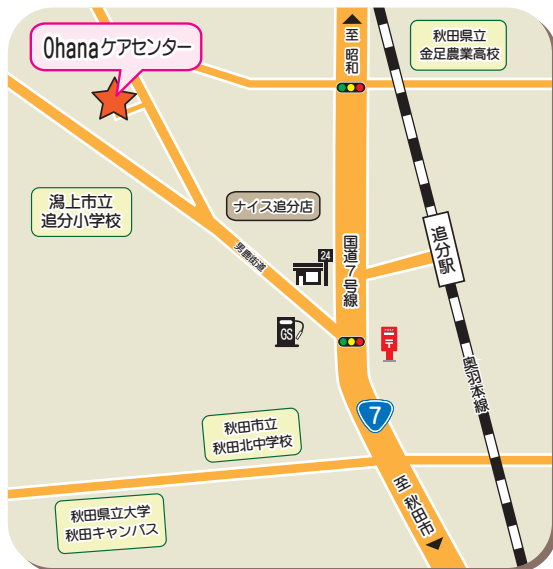 Ohanaケアセンター
至 昭和
秋田県立
金足農業高校
潟上市立
追分小学校
ナイス追分店
男鹿街道
24
国道7号線
追分駅
GS
〒
奥羽本線
7
秋田市立
秋田北中学校
至 秋田市
秋田県立大学
秋田キャンパス